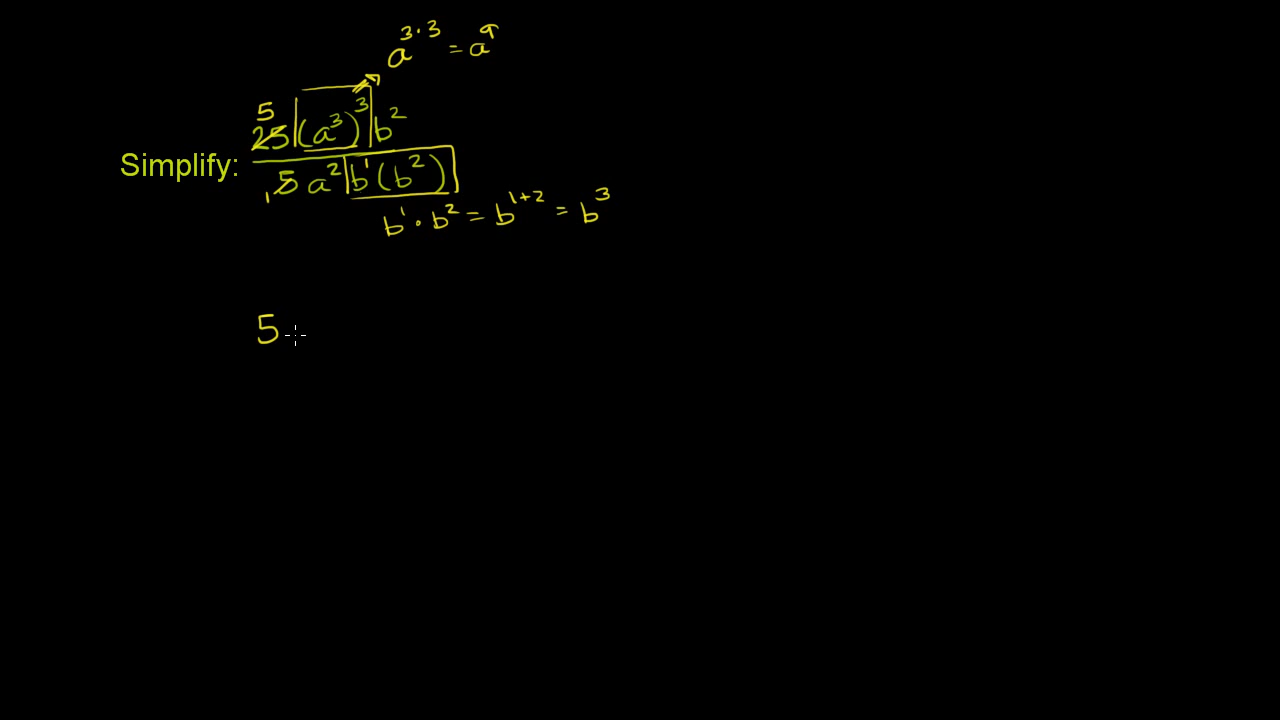 a^{3·3} = a^9
5
25 (a^3)^3 b^2
Simplify:
1 5 a^2 b^1 (b^2)
b^1 · b^2 = b^{1+2} = b^3
5